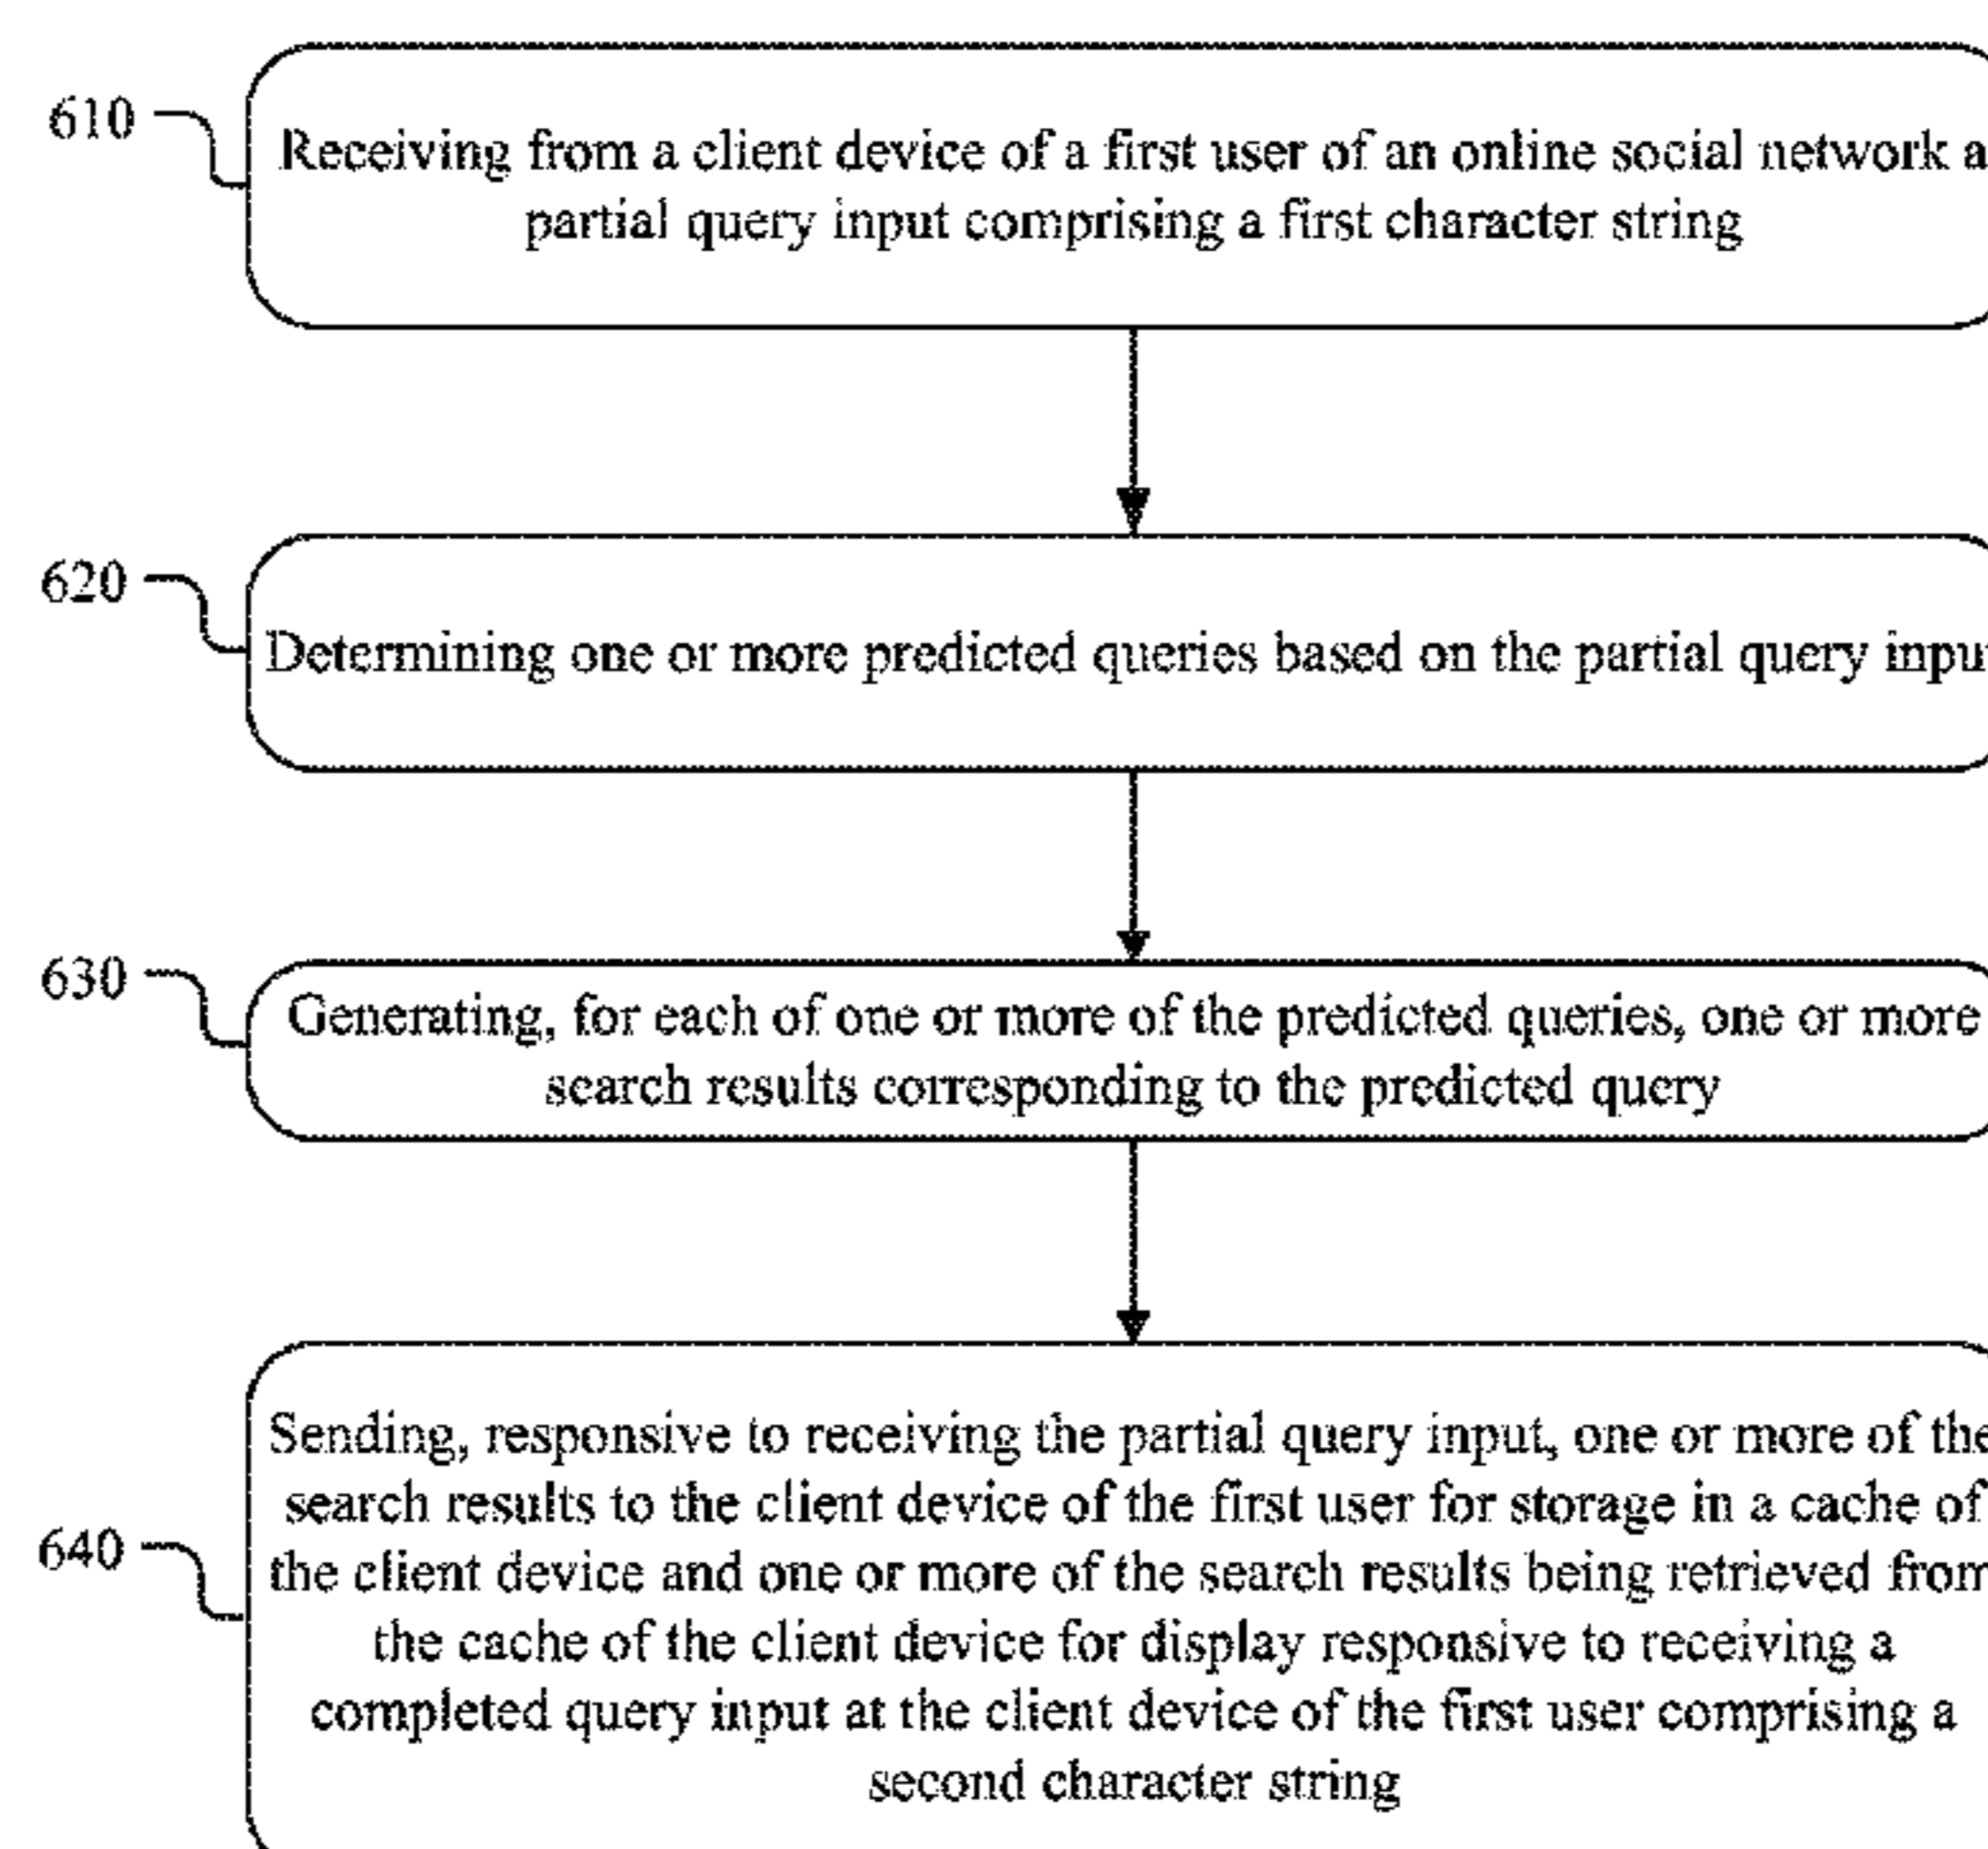 610
Receiving from a client device of a first user of an online social network a
partial query input comprising a first character string
620
Determining one or more predicted queries based on the partial query inpu
630
Generating, for each of one or more of the predicted queries, one or more
search results corresponding to the predicted query
640
Sending, responsive to receiving the partial query input, one or more of the
search results to the client device of the first user for storage in a cache of
the client device and one or more of the search results being retrieved from
the cache of the client device for display responsive to receiving a
completed query input at the client device of the first user comprising a
second character string